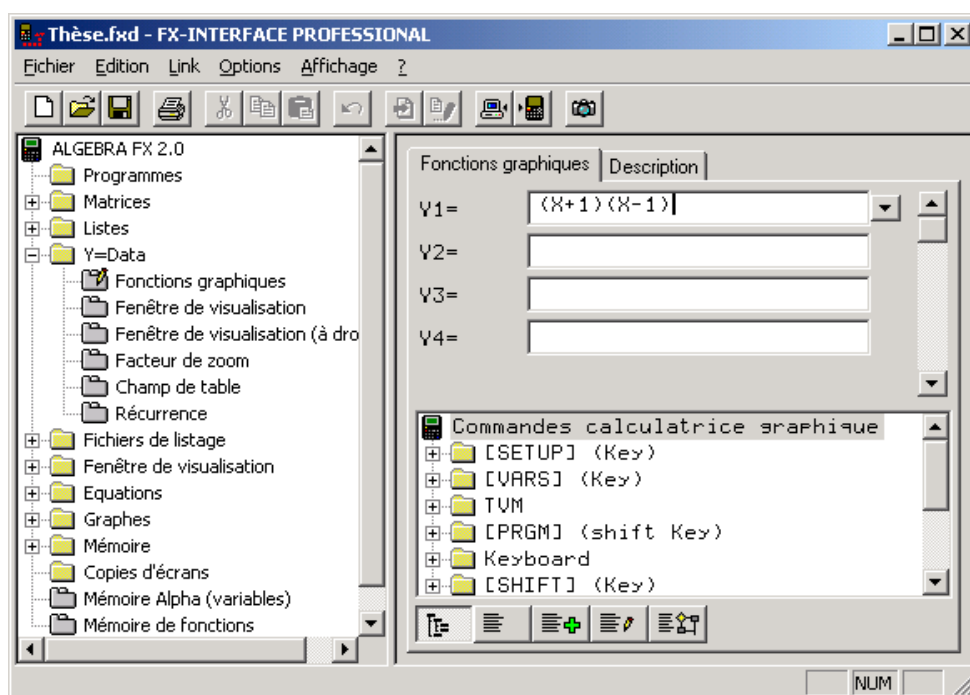 Thèse.fxd - FX-INTERFACE PROFESSIONAL
Fichier Edition Link Options Affichage ?
ALGEBRA FX 2.0
Programmes
Matrices
Listes
Y=Data
Fonctions graphiques
Fenêtre de visualisation
Fenêtre de visualisation (à dro
Facteur de zoom
Champ de table
Récurrence
Fichiers de listage
Fenêtre de visualisation
Equations
Graphes
Mémoire
Copies d'écrans
Mémoire Alpha (variables)
Mémoire de fonctions
Fonctions graphiques Description
Y1= (X+1)(X-1)
Y2=
Y3=
Y4=
Commandes calculatrice graphique
[SETUP] (Key)
[VARS] (Key)
TVM
[PRGM] (shift Key)
Keyboard
[SHIFT] (Key)
NUM